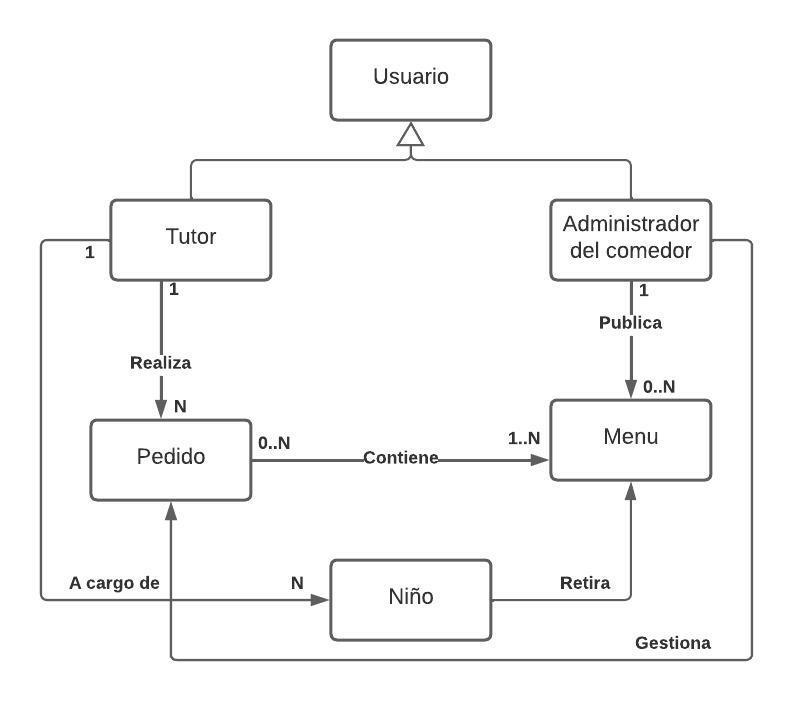 Usuario
Tutor
Administrador
del comedor
1
1
1
Publica
Realiza
N
0..N
Pedido
0..N
Contiene
1..N
Menu
A cargo de
N
Niño
Retira
Gestiona